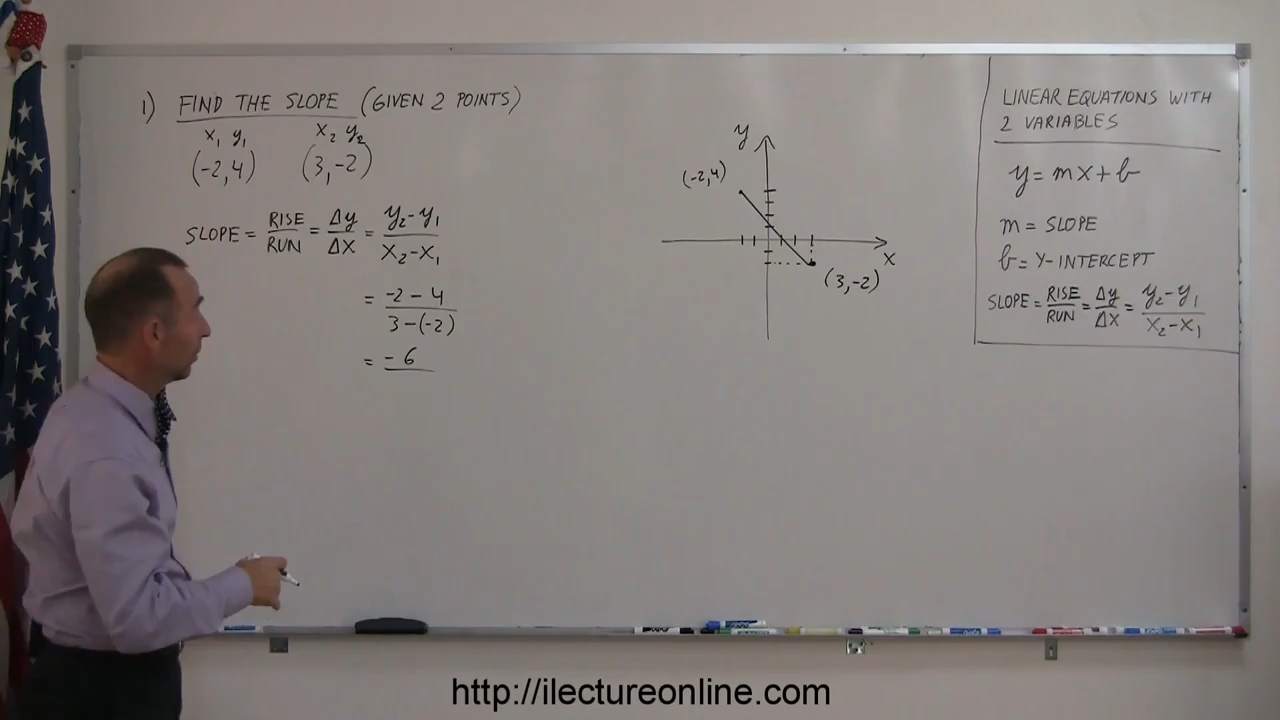 1) FIND THE SLOPE (GIVEN 2 POINTS)
x₁ y₁ x₂ y₂
(-2,4) (3,-2)
SLOPE = RISE/RUN = Δy/Δx = (y₂-y₁)/(x₂-x₁)
= (-2-4)/(3-(-2))
= -6/
y
(-2,4)
x
(3,-2)
LINEAR EQUATIONS WITH
2 VARIABLES
y = mx+b
m = SLOPE
b = Y-INTERCEPT
SLOPE = RISE/RUN = Δy/Δx = (y₂-y₁)/(x₂-x₁)
http://ilectureonline.com